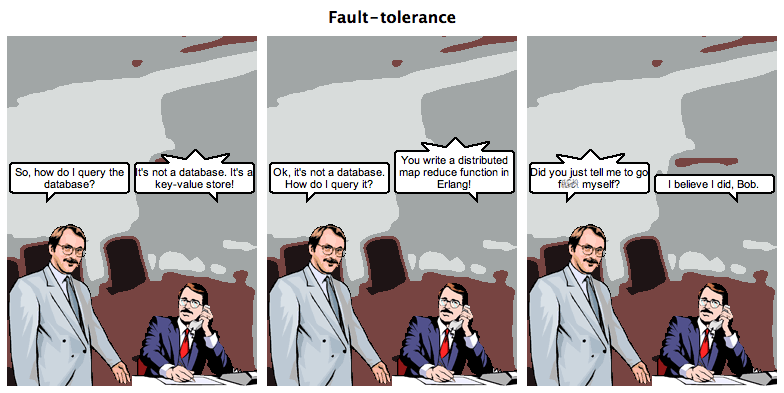 Fault-tolerance
So, how do I query the
database?
It's not a database. It's a
key-value store!
Ok, it's not a database.
How do I query it?
You write a distributed
map reduce function in
Erlang!
Did you just tell me to go
myself?
I believe I did, Bob.